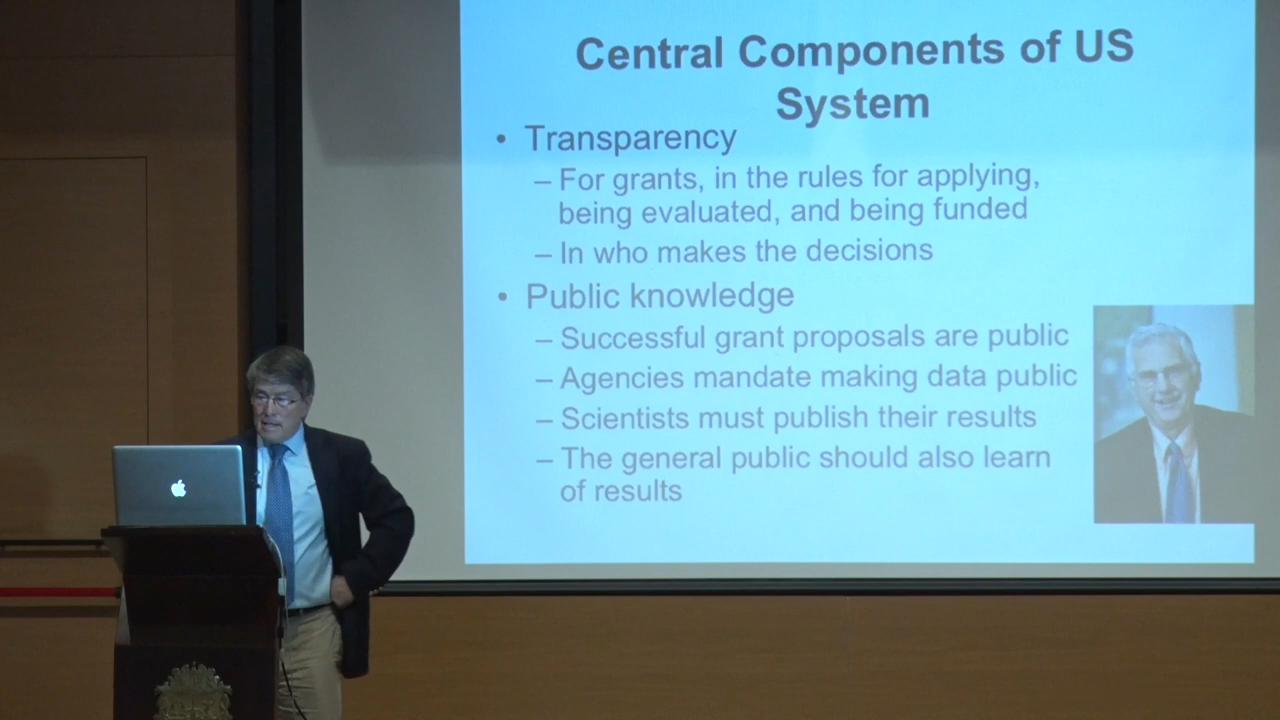 Central Components of US
System
• Transparency
– For grants, in the rules for applying,
being evaluated, and being funded
– In who makes the decisions
• Public knowledge
– Successful grant proposals are public
– Agencies mandate making data public
– Scientists must publish their results
– The general public should also learn
of results